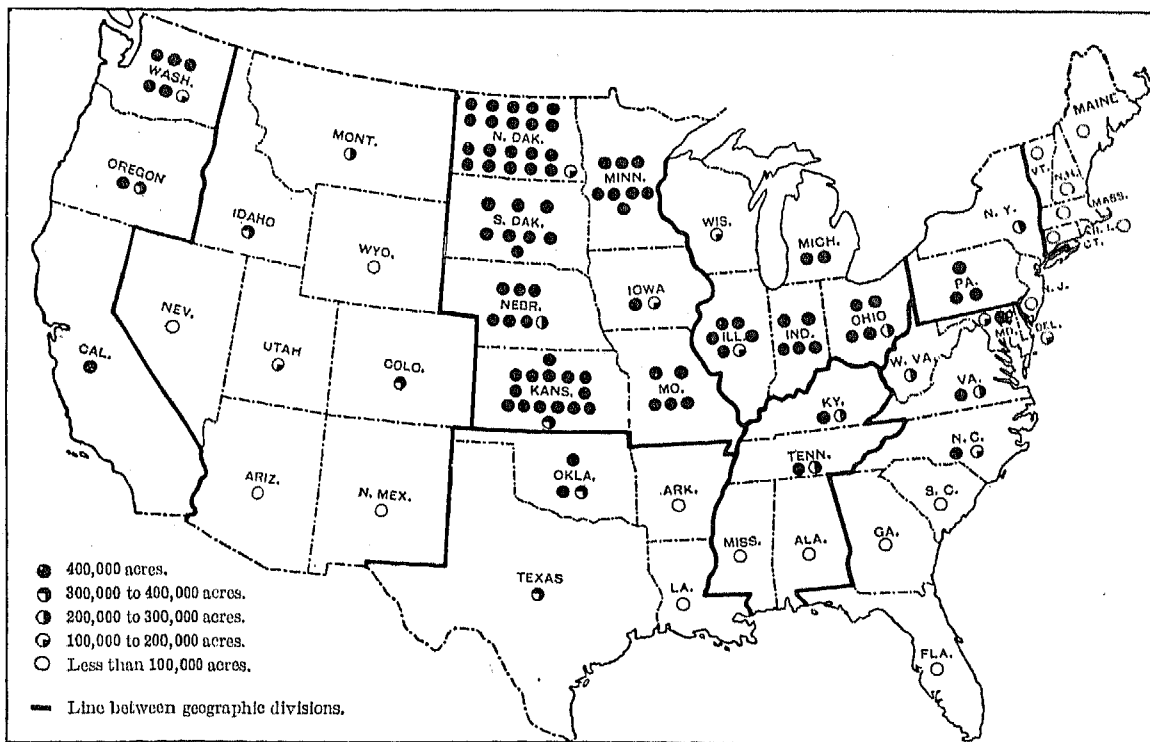 WASH.
MONT.
N. DAK.
MINN.
MAINE
OREGON
VT.
N.H.
IDAHO
S. DAK.
WIS.
MICH.
N. Y.
MASS.
R. I.
CT.
WYO.
NEBR.
IOWA
PA.
N. J.
NEV.
CAL.
UTAH
COLO.
KANS.
MO.
ILL.
IND.
OHIO
MD.
DEL.
W. VA.
VA.
KY.
ARIZ.
N. MEX.
OKLA.
ARK.
TENN.
N. C.
S. C.
MISS.
ALA.
GA.
TEXAS
LA.
FLA.
400,000 acres.
300,000 to 400,000 acres.
200,000 to 300,000 acres.
100,000 to 200,000 acres.
Less than 100,000 acres.
Line between geographic divisions.